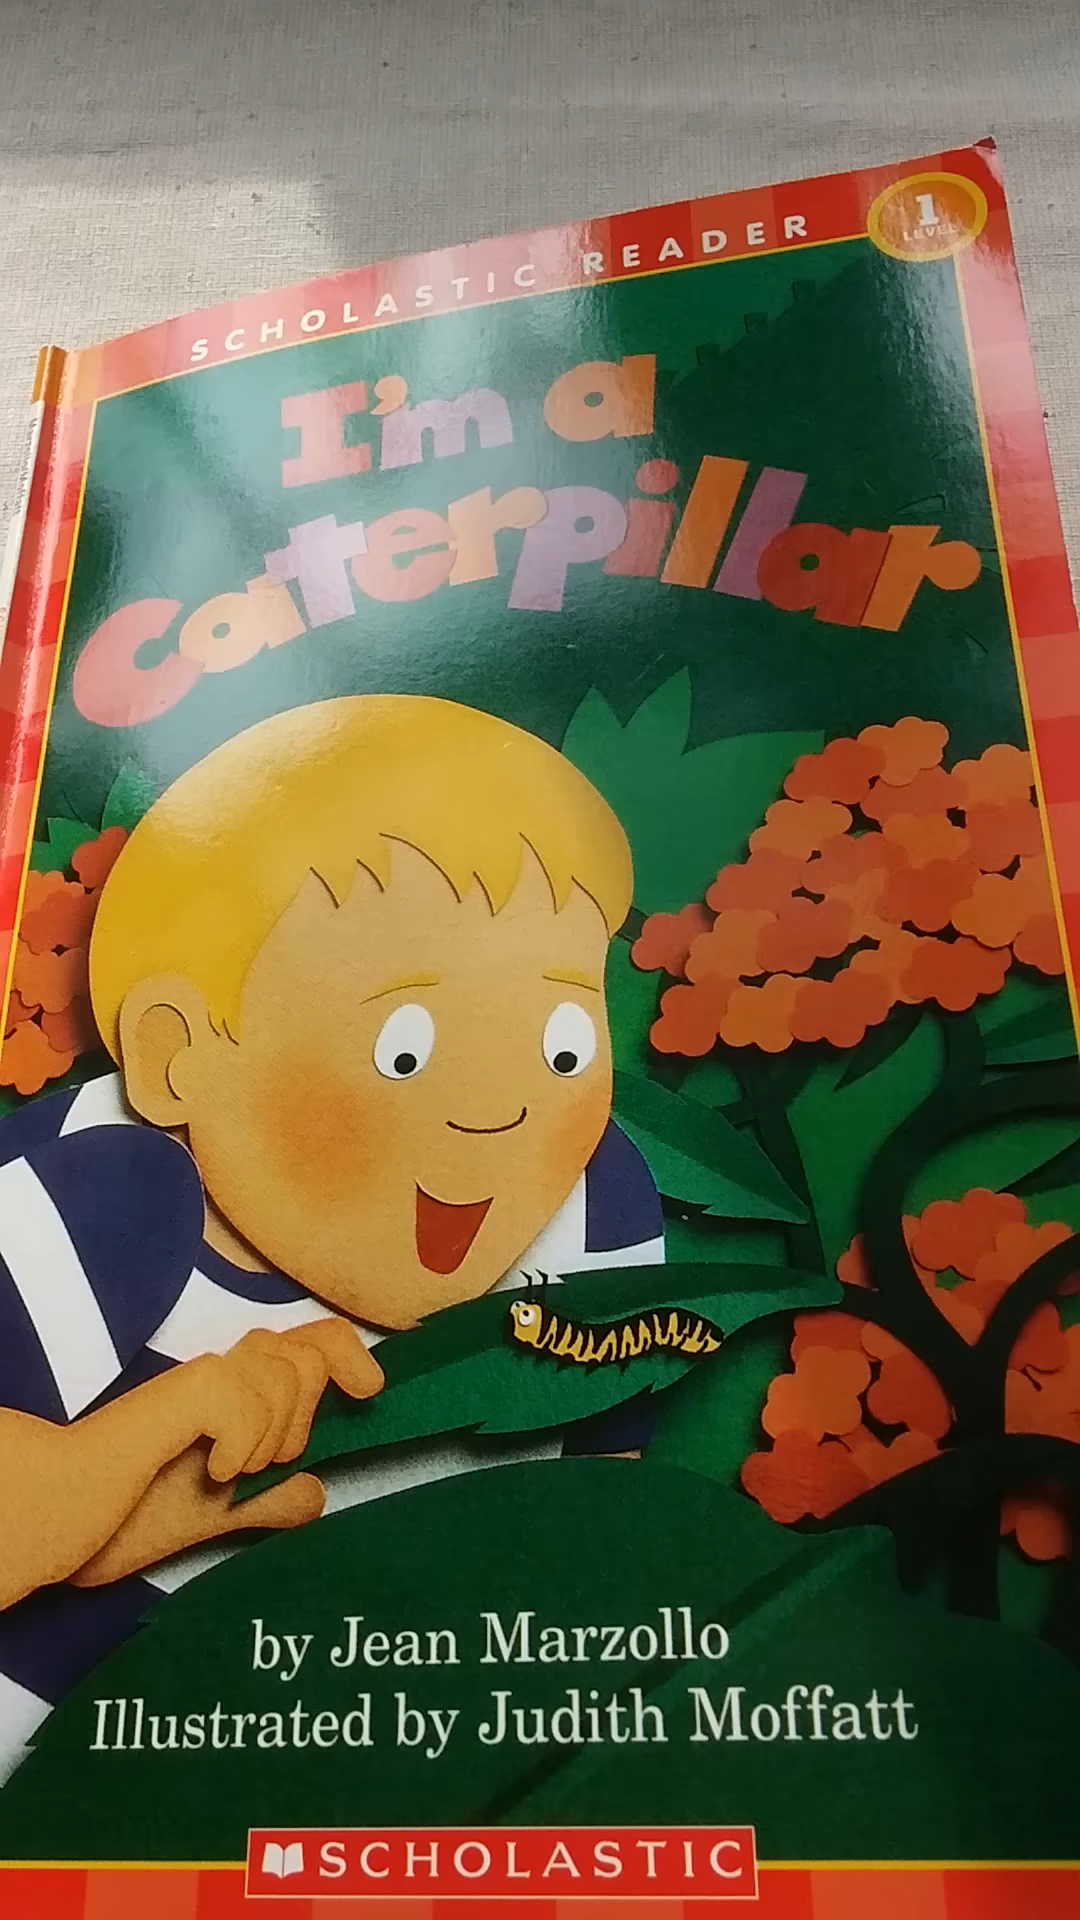 SCHOLASTIC READER
1
LEVEL
I'm a
Caterpillar
by Jean Marzollo
Illustrated by Judith Moffatt
SCHOLASTIC